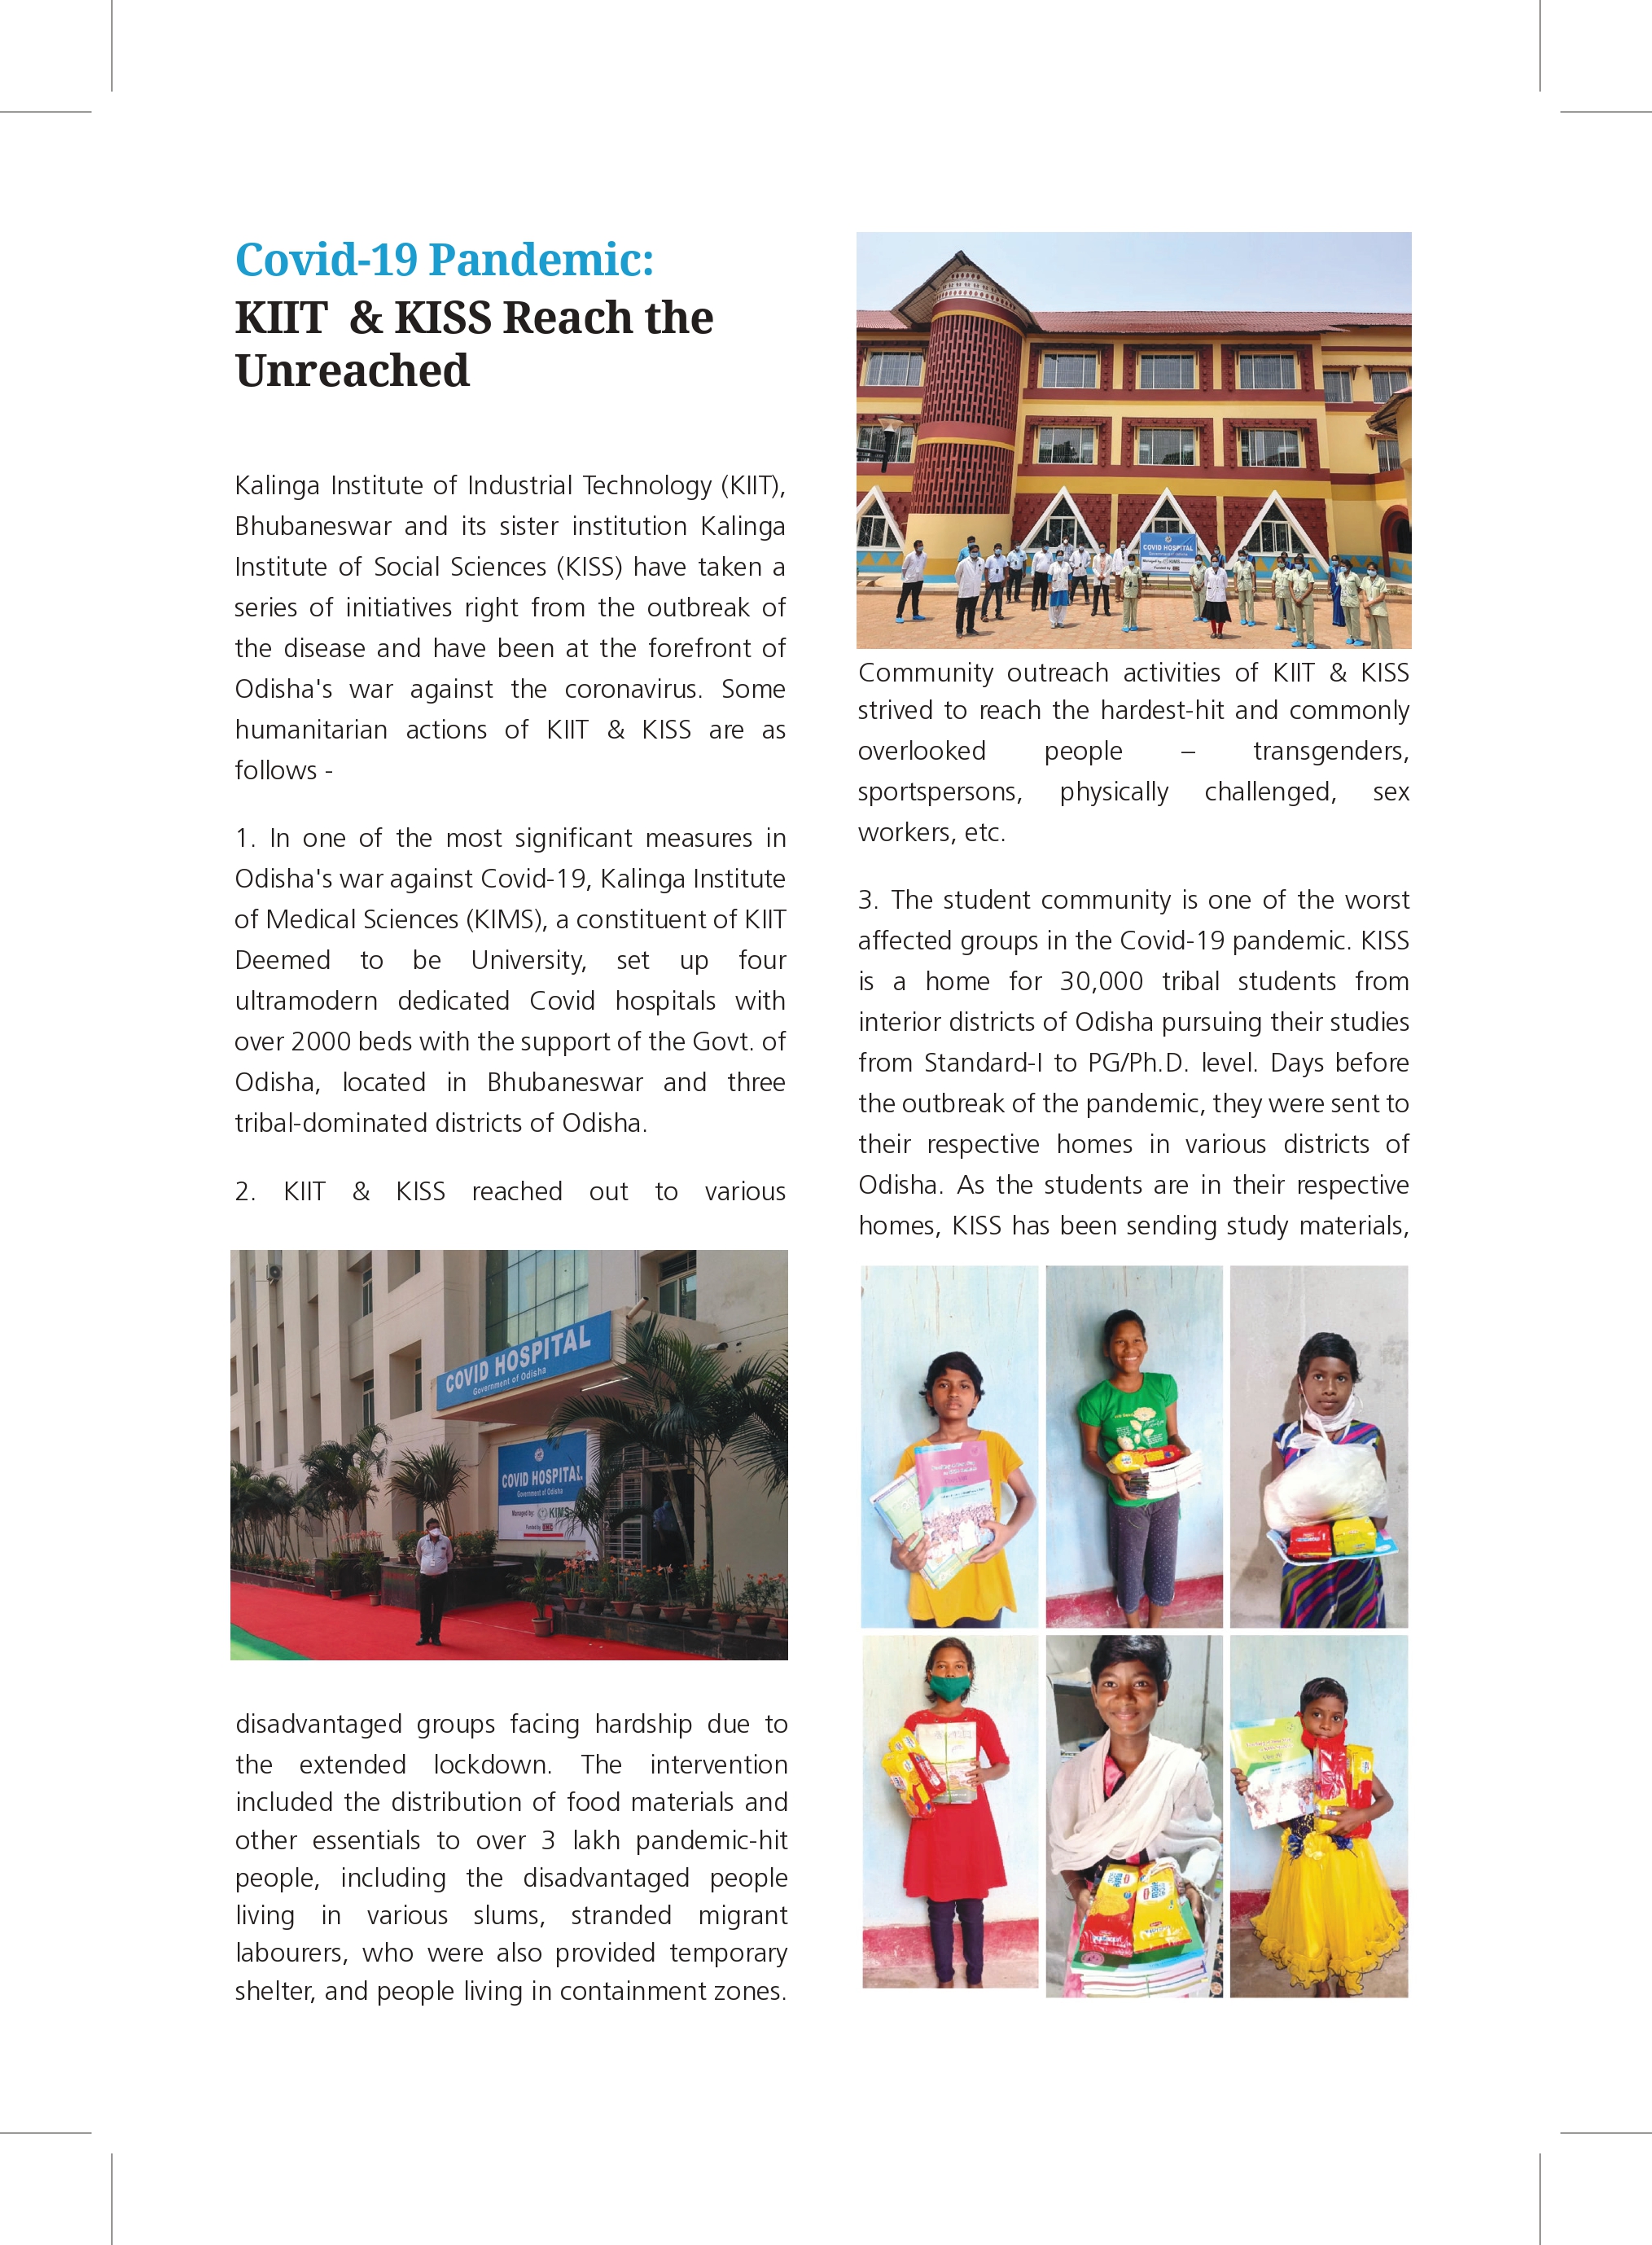 Covid-19 Pandemic:
KIIT & KISS Reach the
Unreached
Kalinga Institute of Industrial Technology (KIIT),
Bhubaneswar and its sister institution Kalinga
Institute of Social Sciences (KISS) have taken a
series of initiatives right from the outbreak of
the disease and have been at the forefront of
Odisha's war against the coronavirus. Some
humanitarian actions of KIIT & KISS are as
follows -
1. In one of the most significant measures in
Odisha's war against Covid-19, Kalinga Institute
of Medical Sciences (KIMS), a constituent of KIIT
Deemed to be University, set up four
ultramodern dedicated Covid hospitals with
over 2000 beds with the support of the Govt. of
Odisha, located in Bhubaneswar and three
tribal-dominated districts of Odisha.
2. KIIT & KISS reached out to various
COVID HOSPITAL
Government of Odisha
COVID HOSPITAL
Government of Odisha
Managed by: KIMS
Funded by
disadvantaged groups facing hardship due to
the extended lockdown. The intervention
included the distribution of food materials and
other essentials to over 3 lakh pandemic-hit
people, including the disadvantaged people
living in various slums, stranded migrant
labourers, who were also provided temporary
shelter, and people living in containment zones.
COVID HOSPITAL
Government of Odisha
Managed by KIMS
Funded by
Community outreach activities of KIIT & KISS
strived to reach the hardest-hit and commonly
overlooked people – transgenders,
sportspersons, physically challenged, sex
workers, etc.
3. The student community is one of the worst
affected groups in the Covid-19 pandemic. KISS
is a home for 30,000 tribal students from
interior districts of Odisha pursuing their studies
from Standard-I to PG/Ph.D. level. Days before
the outbreak of the pandemic, they were sent to
their respective homes in various districts of
Odisha. As the students are in their respective
homes, KISS has been sending study materials,